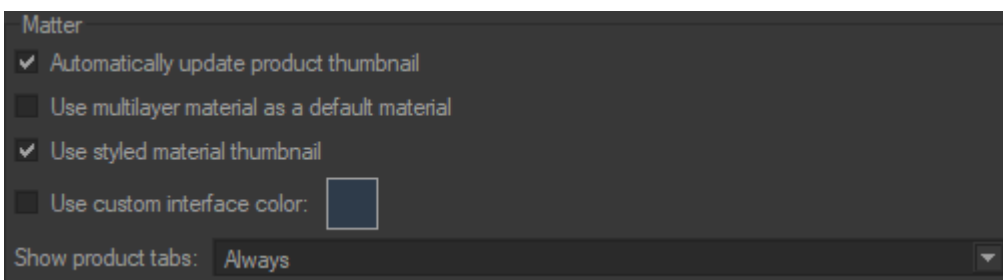 Matter
Automatically update product thumbnail
Use multilayer material as a default material
Use styled material thumbnail
Use custom interface color:
Show product tabs: Always